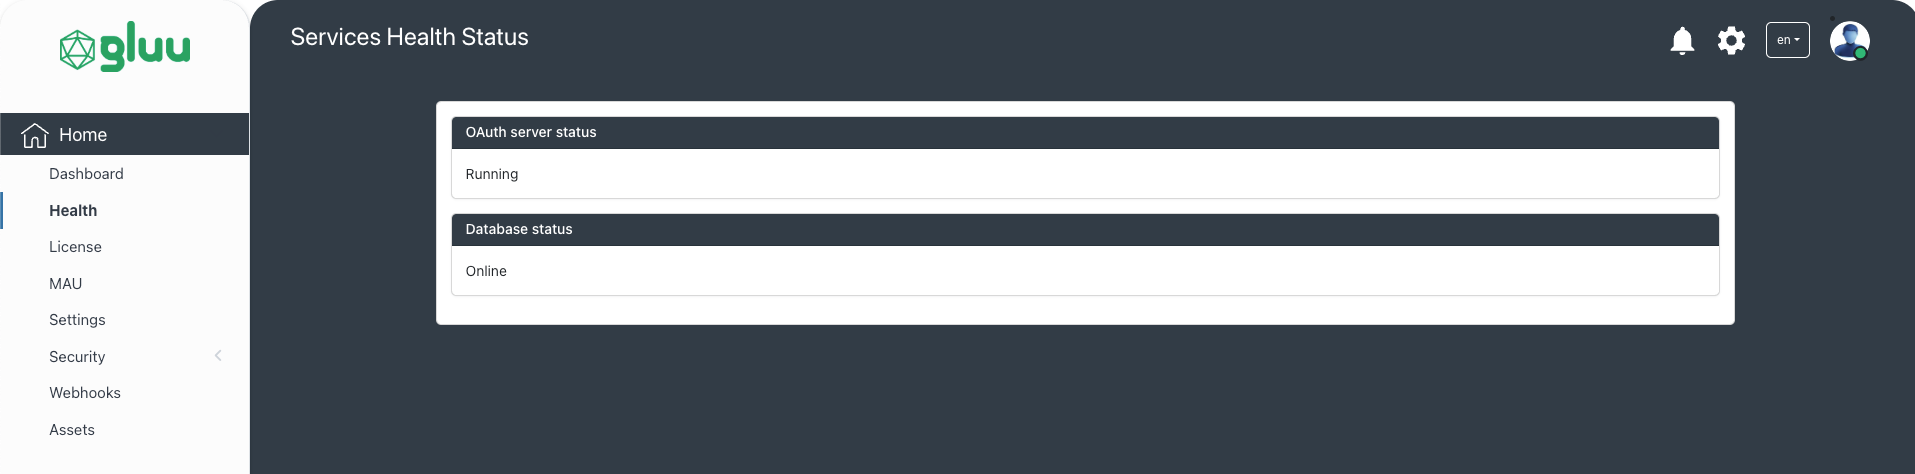 gluu
Services Health Status
en
Home
Dashboard
Health
License
MAU
Settings
Security
Webhooks
Assets
OAuth server status
Running
Database status
Online